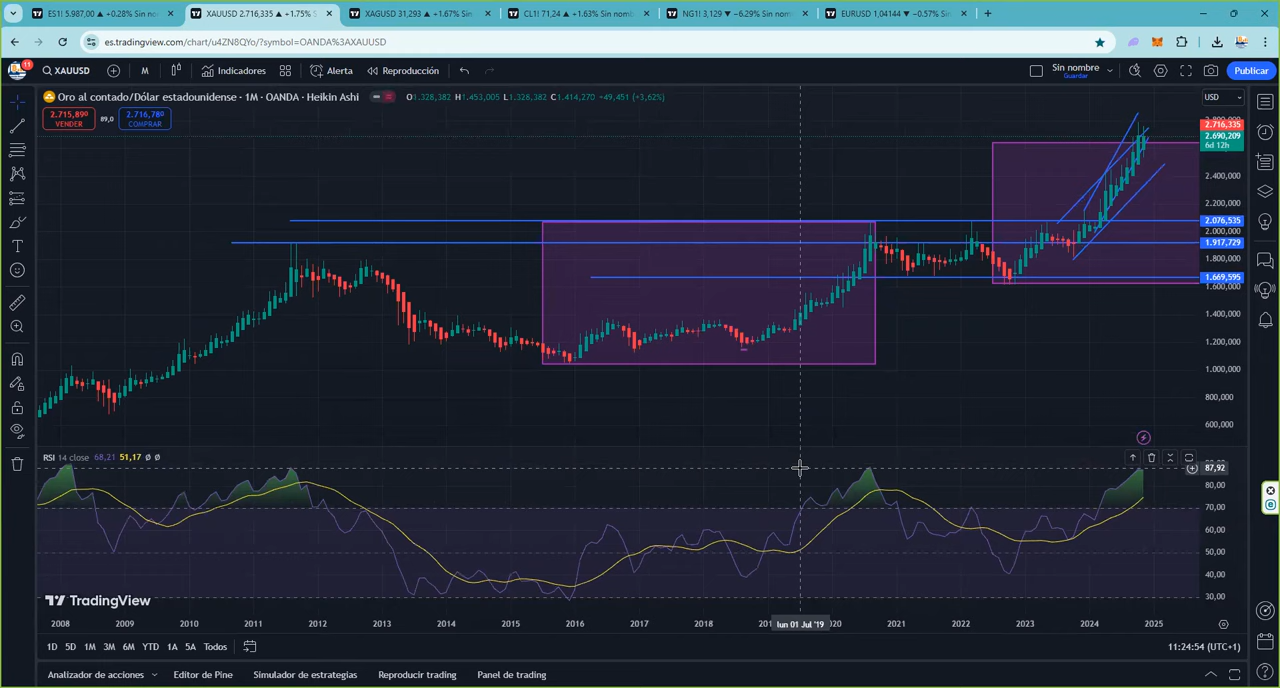 ES1! 5.987,00 ▲ +0.28% Sin nom
XAUUSD 2.716,335 ▲ +1.75% S
XAGUSD 31,293 ▲ +1.67% Sin
CL1! 71,24 ▲ +1.63% Sin nomb
NG1! 3,129 ▼ −6.29% Sin nomb
EURUSD 1,04144 ▼ −0.57% Sin
es.tradingview.com/chart/u4ZN8QYo/?symbol=OANDA%3AXAUUSD
11
XAUUSD
M
Indicadores
Alerta
Reproducción
Sin nombre
Guardar
Publicar
Oro al contado/Dólar estadounidense · 1M · OANDA · Heikin Ashi
O1.328,382 H1.453,005 L1.328,382 C1.414,270 +49,451 (+3,62%)
USD
2.715,890
VENDER
89,0
2.716,780
COMPRAR
2.716,335
2.690,209
6d 12h
2.400,000
2.200,000
2.076,535
2.000,000
1.917,729
1.800,000
1.669,595
1.600,000
1.400,000
1.200,000
1.000,000
800,000
600,000
RSI 14 close 68,21 51,17 Ø Ø
87,92
80,00
70,00
60,00
50,00
40,00
30,00
TradingView
2008 2009 2010 2011 2012 2013 2014 2015 2016 2017 2018 lun 01 Jul '19 2021 2022 2023 2024 2025
1D 5D 1M 3M 6M YTD 1A 5A Todos
11:24:54 (UTC+1)
Analizador de acciones
Editor de Pine
Simulador de estrategias
Reproducir trading
Panel de trading